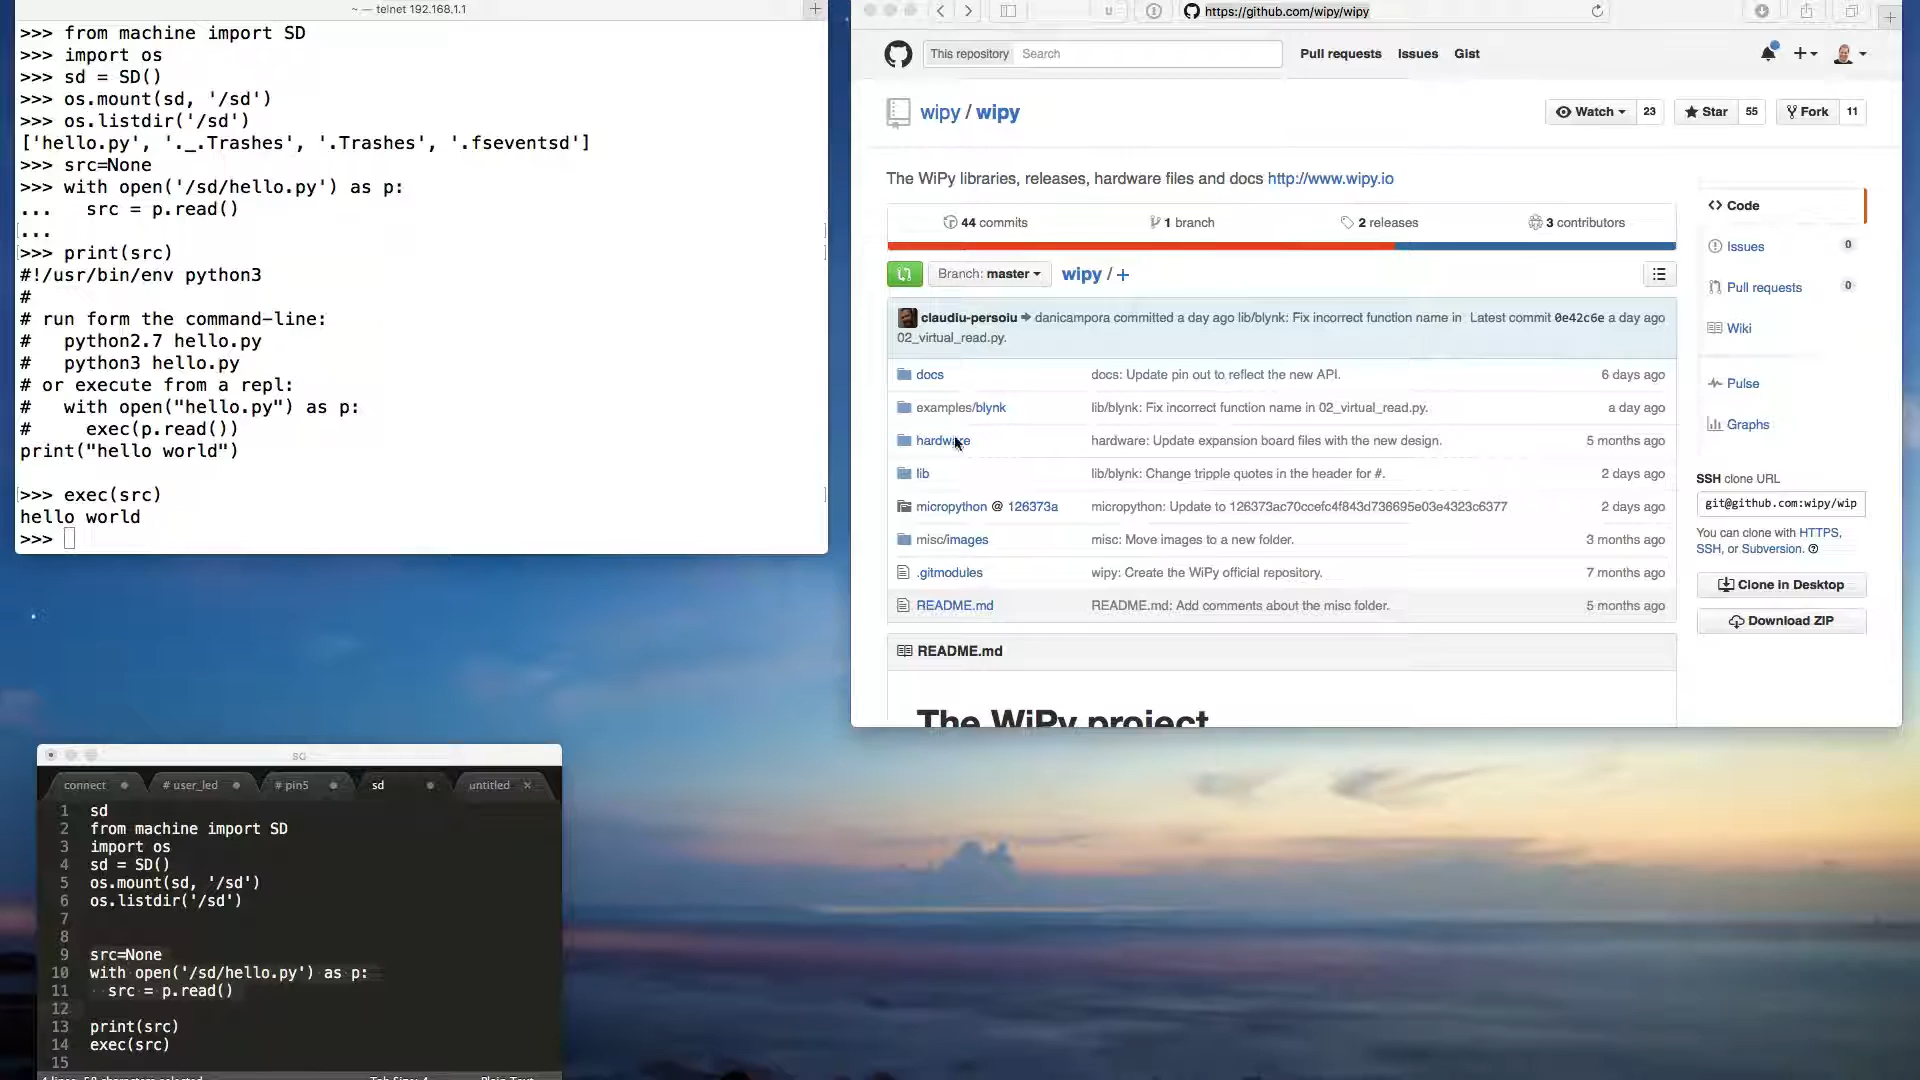 ~ — telnet 192.168.1.1
>>> from machine import SD
>>> import os
>>> sd = SD()
>>> os.mount(sd, '/sd')
>>> os.listdir('/sd')
['hello.py', '._.Trashes', '.Trashes', '.fseventsd']
>>> src=None
>>> with open('/sd/hello.py') as p:
...   src = p.read()
...
>>> print(src)
#!/usr/bin/env python3
#
# run form the command-line:
#   python2.7 hello.py
#   python3 hello.py
# or execute from a repl:
#   with open("hello.py") as p:
#     exec(p.read())
print("hello world")
>>> exec(src)
hello world
>>>
https://github.com/wipy/wipy
This repository Search Pull requests Issues Gist
wipy / wipy Watch 23 Star 55 Fork 11
The WiPy libraries, releases, hardware files and docs http://www.wipy.io
44 commits 1 branch 2 releases 3 contributors
Branch: master wipy / +
claudiu-persoiu danicampora committed a day ago lib/blynk: Fix incorrect function name in Latest commit 0e42c6e a day ago
02_virtual_read.py.
docs docs: Update pin out to reflect the new API. 6 days ago
examples/blynk lib/blynk: Fix incorrect function name in 02_virtual_read.py. a day ago
hardware hardware: Update expansion board files with the new design. 5 months ago
lib lib/blynk: Change tripple quotes in the header for #. 2 days ago
micropython @ 126373a micropython: Update to 126373ac70ccefc4f843d736695e03e4323c6377 2 days ago
misc/images misc: Move images to a new folder. 3 months ago
.gitmodules wipy: Create the WiPy official repository. 7 months ago
README.md README.md: Add comments about the misc folder. 5 months ago
README.md
The WiPy project
<> Code
Issues 0
Pull requests 0
Wiki
Pulse
Graphs
SSH clone URL
git@github.com:wipy/wip
You can clone with HTTPS,
SSH, or Subversion.
Clone in Desktop
Download ZIP
sd
connect # user_led # pin5 sd untitled
1 sd
2 from machine import SD
3 import os
4 sd = SD()
5 os.mount(sd, '/sd')
6 os.listdir('/sd')
7
8
9 src=None
10 with open('/sd/hello.py') as p:
11   src = p.read()
12
13 print(src)
14 exec(src)
15